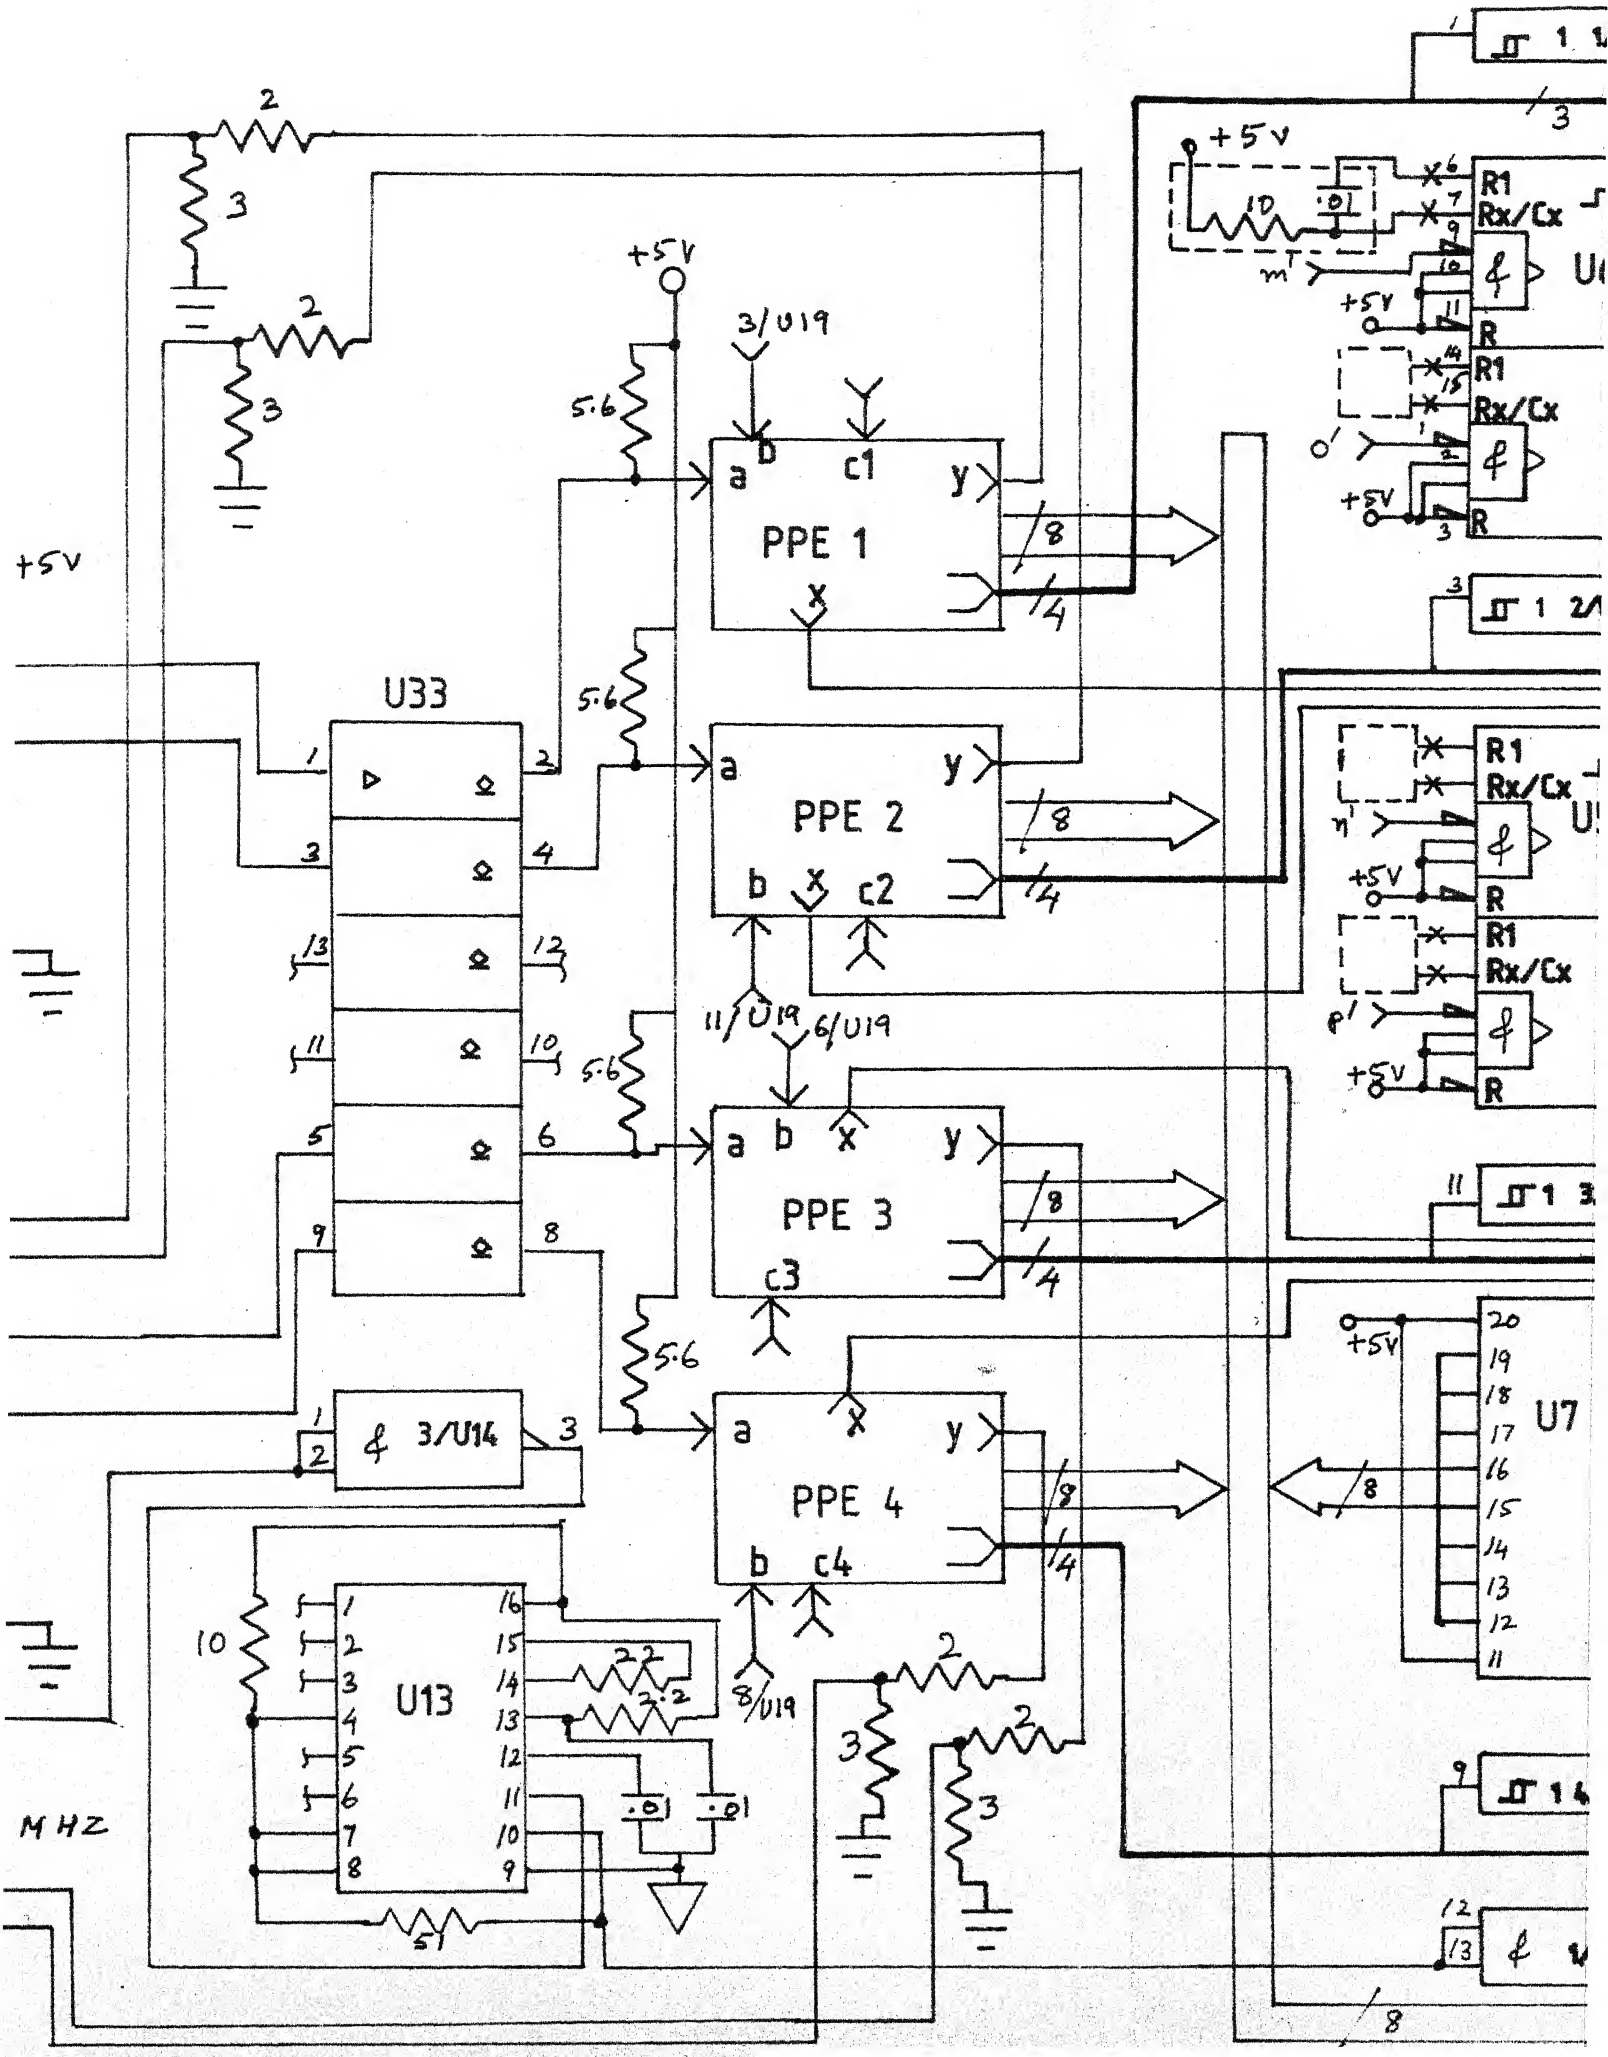 1
1
3
2
+5V
6
R1
.01
10
7
Rx/Cx
3
9
10
&
m'
+5V
11
R
+5V
2
3/U19
14
R1
15
Rx/Cx
3
5.6
1
2
&
o'
b
c1
a
y
+5V
3
R
PPE 1
8
+5V
x
4
3
1
5.6
U33
1
2
a
y
R1
Rx/Cx
PPE 2
8
n'
&
3
4
+5V
b
x
c2
4
R
13
12
R1
Rx/Cx
11/U19
6/U19
p'
&
11
10
5.6
+5V
R
5
6
a
b
x
y
11
1
PPE 3
8
9
8
c3
4
+5V
20
5.6
19
18
1
2
&
3/U14
3
a
x
y
17
U7
16
8
8
15
PPE 4
14
b
c4
4
13
12
11
10
1
16
2
15
22
2
3
14
8/U19
U13
4
13
2.2
2
3
5
12
9
1 4
6
11
.01
.01
3
MHZ
7
10
8
9
12
51
13
&
8